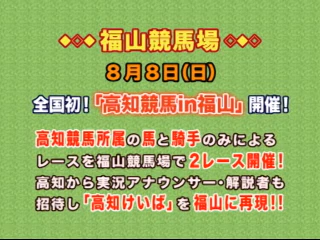 福山競馬場
8月8日(日)
全国初!「高知競馬in福山」開催!
高知競馬所属の馬と騎手のみによる
レースを福山競馬場で2レース開催!
高知から実況アナウンサー・解説者も
招待し「高知けいば」を福山に再現!!